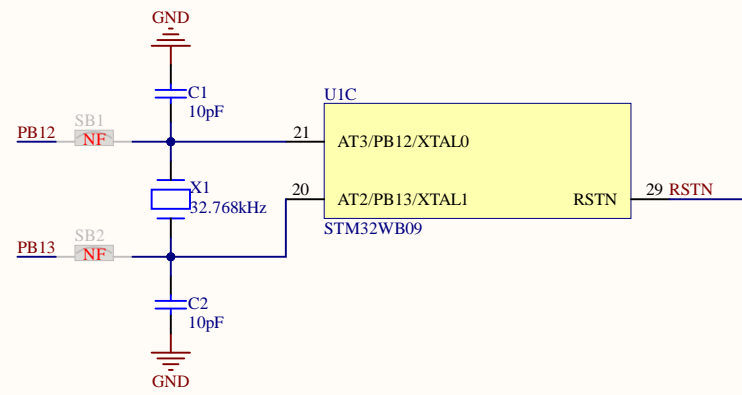 GND
C1
10pF
U1C
SB1
PB12
NF
21
AT3/PB12/XTAL0
X1
32.768kHz
20
AT2/PB13/XTAL1
RSTN
29
RSTN
STM32WB09
SB2
PB13
NF
C2
10pF
GND